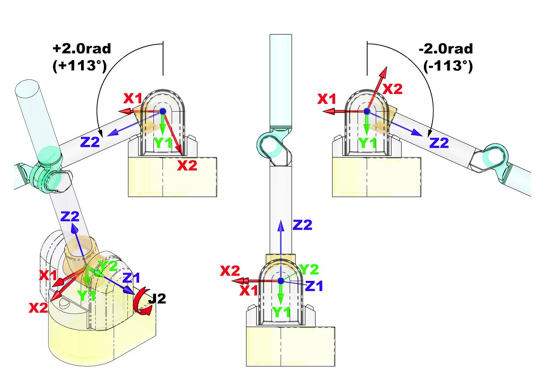 +2.0rad
(+113°)
X1
Z2
Y1
X2
-2.0rad
(-113°)
X2
X1
Y1
Z2
Z2
X1
Y2
Z1
X2
Y1
J2
Z2
X2
Y2
X1
Z1
Y1